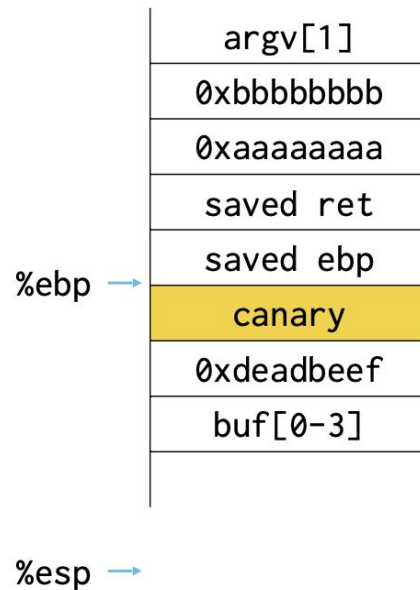 argv[1]
0xbbbbbbbb
0xaaaaaaaa
saved ret
saved ebp
%ebp →
canary
0xdeadbeef
buf[0-3]
%esp →